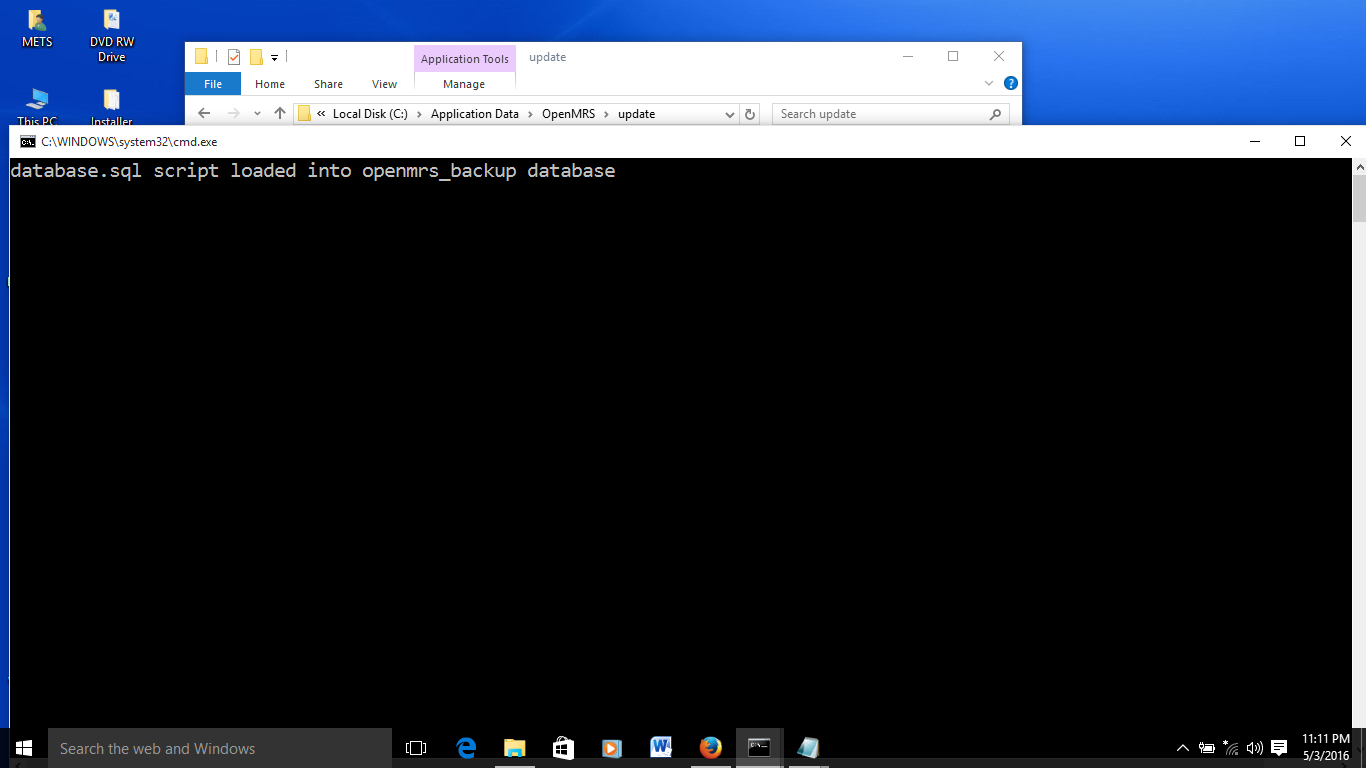 METS
DVD RW
Drive
This PC
Installer
Application Tools
update
File
Home
Share
View
Manage
« Local Disk (C:) › Application Data › OpenMRS › update
Search update
C:\WINDOWS\system32\cmd.exe
database.sql script loaded into openmrs_backup database
Search the web and Windows
11:11 PM
5/3/2016